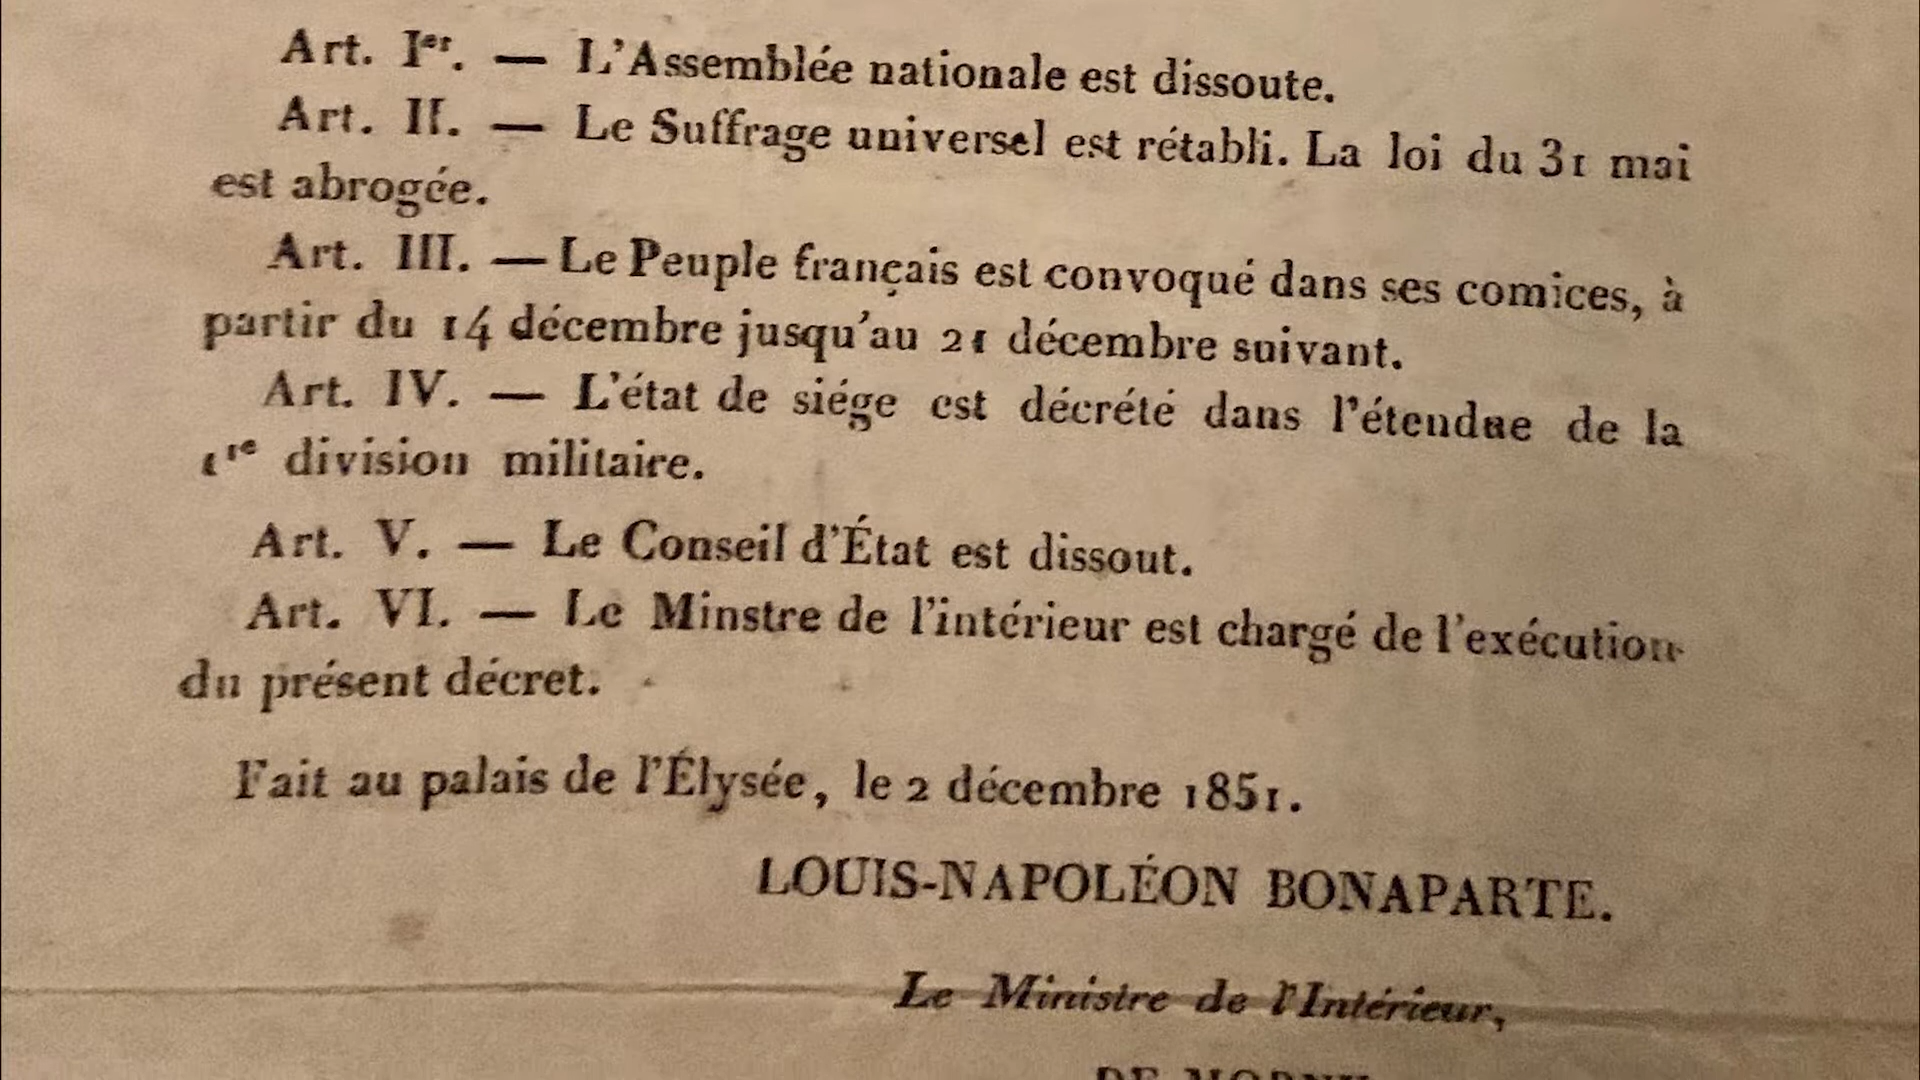 Art. Ier. — L'Assemblée nationale est dissoute.
Art. II. — Le Suffrage universel est rétabli. La loi du 31 mai
est abrogée.
Art. III. — Le Peuple français est convoqué dans ses comices, à
partir du 14 décembre jusqu'au 21 décembre suivant.
Art. IV. — L'état de siége est décrété dans l'étendue de la
1re division militaire.
Art. V. — Le Conseil d'État est dissout.
Art. VI. — Le Minstre de l'intérieur est chargé de l'exécution
du présent décret.
Fait au palais de l'Élysée, le 2 décembre 1851.
LOUIS-NAPOLÉON BONAPARTE.
Le Ministre de l'Intérieur,
DE MORNY